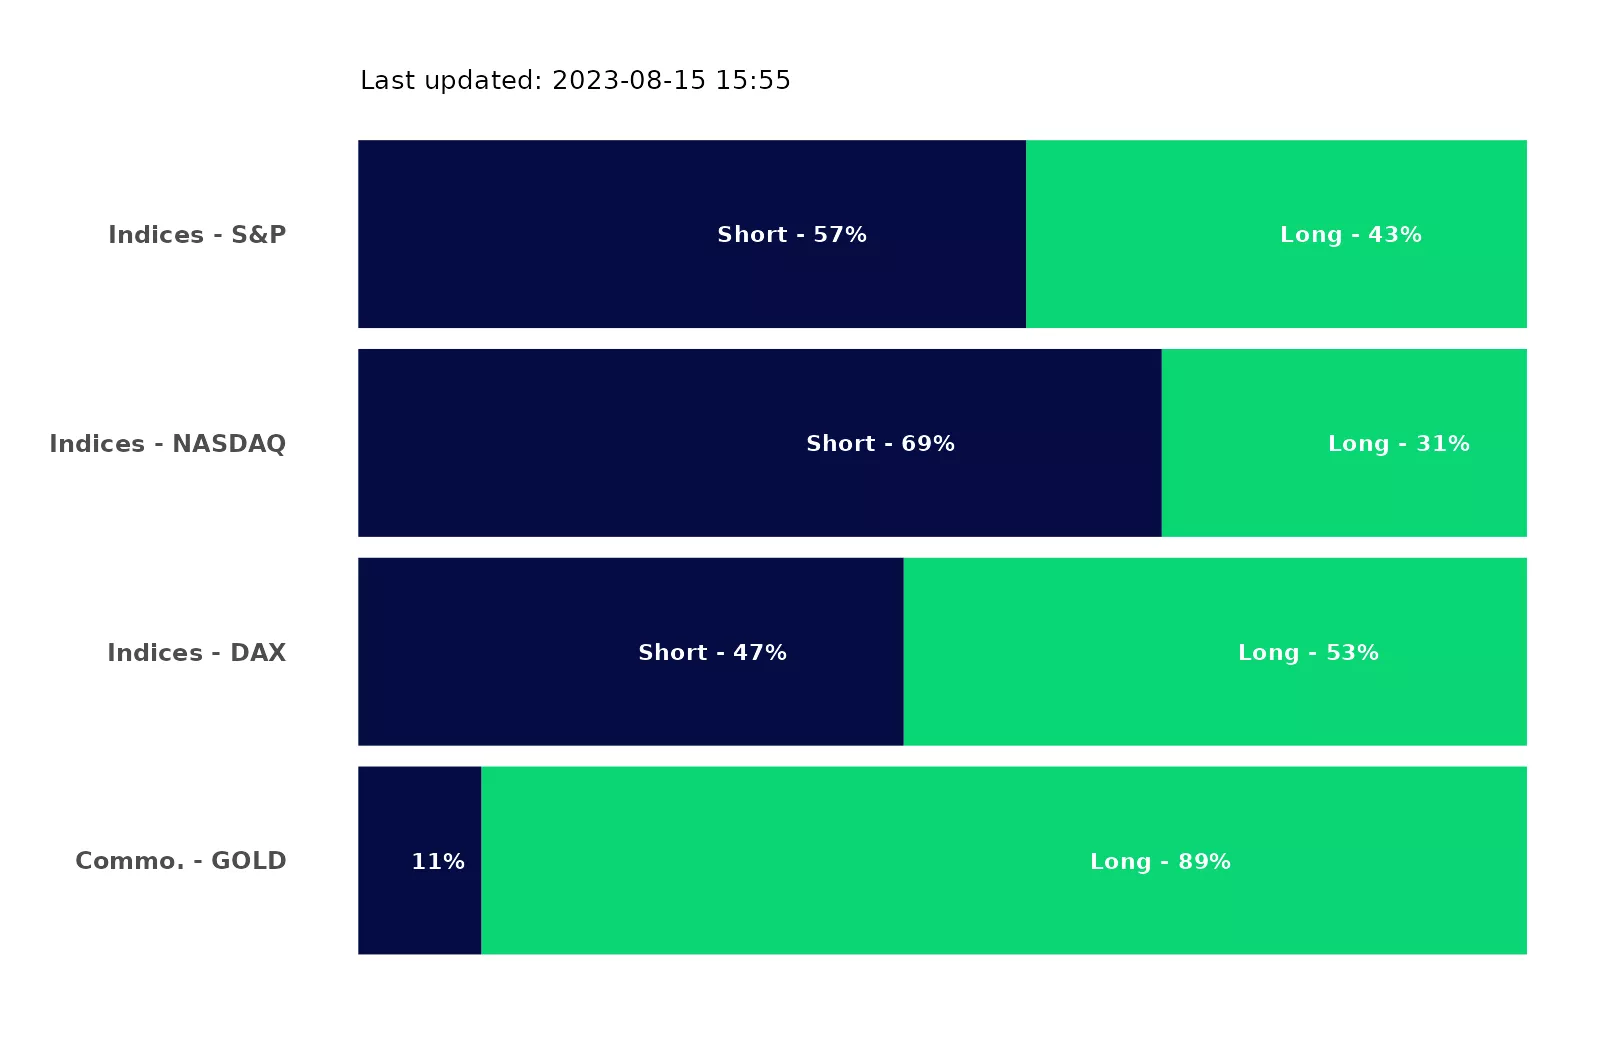 Last updated: 2023-08-15 15:55
Indices - S&P
Short - 57%
Long - 43%
Indices - NASDAQ
Short - 69%
Long - 31%
Indices - DAX
Short - 47%
Long - 53%
Commo. - GOLD
11%
Long - 89%